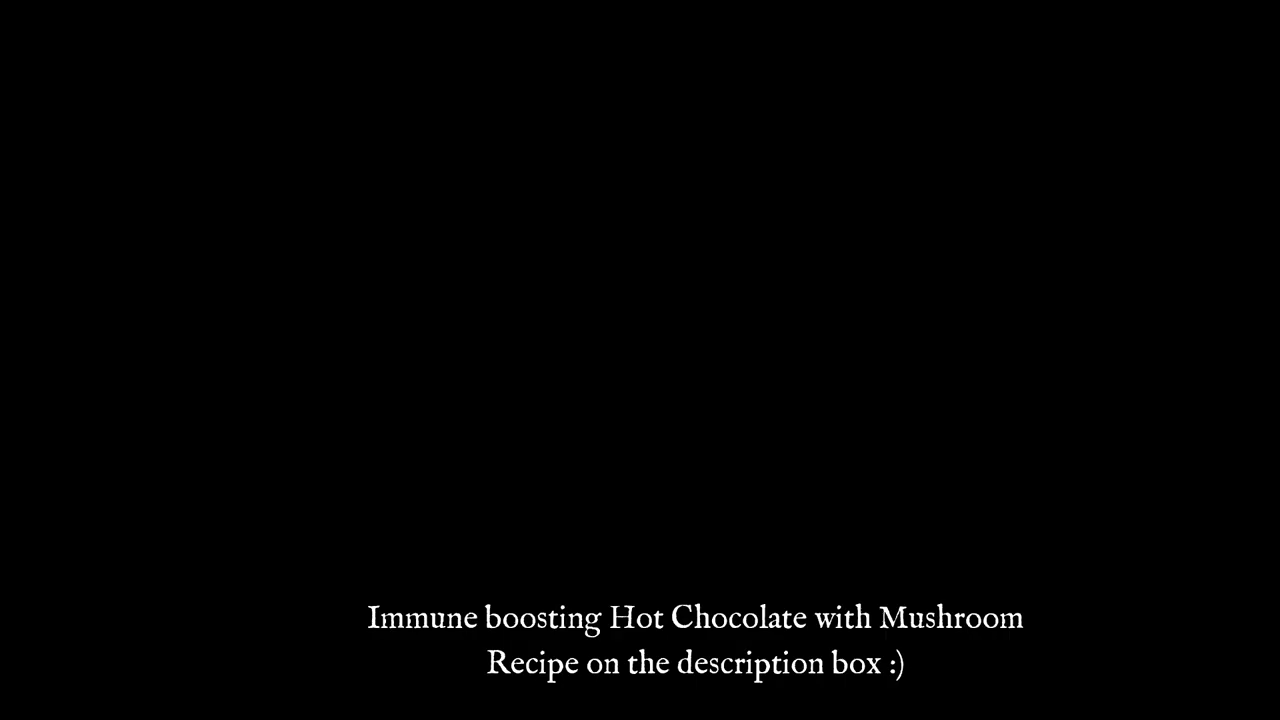 Immune boosting Hot Chocolate with Mushroom
Recipe on the description box :)